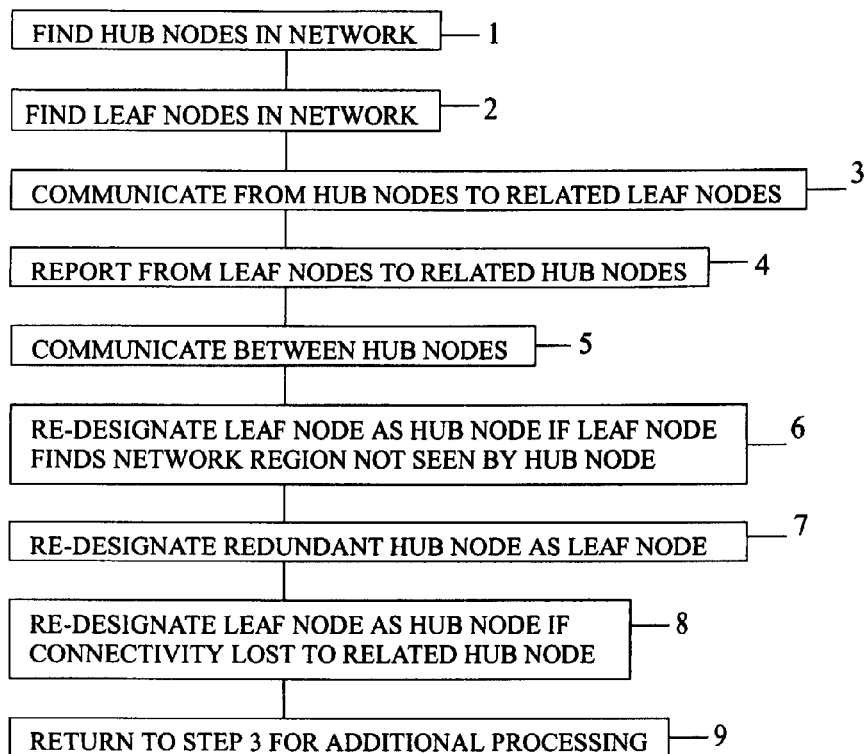 FIND HUB NODES IN NETWORK 1
FIND LEAF NODES IN NETWORK 2
COMMUNICATE FROM HUB NODES TO RELATED LEAF NODES 3
REPORT FROM LEAF NODES TO RELATED HUB NODES 4
COMMUNICATE BETWEEN HUB NODES 5
RE-DESIGNATE LEAF NODE AS HUB NODE IF LEAF NODE 6
FINDS NETWORK REGION NOT SEEN BY HUB NODE
RE-DESIGNATE REDUNDANT HUB NODE AS LEAF NODE 7
RE-DESIGNATE LEAF NODE AS HUB NODE IF 8
CONNECTIVITY LOST TO RELATED HUB NODE
RETURN TO STEP 3 FOR ADDITIONAL PROCESSING 9